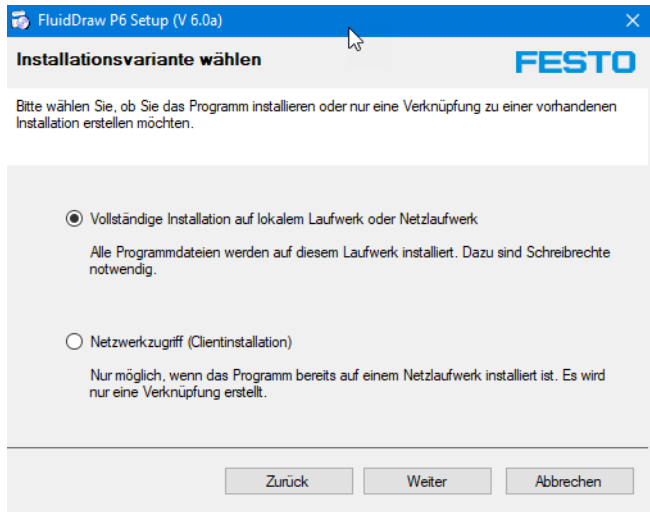 FluidDraw P6 Setup (V 6.0a)
Installationsvariante wählen
FESTO
Bitte wählen Sie, ob Sie das Programm installieren oder nur eine Verknüpfung zu einer vorhandenen
Installation erstellen möchten.
Vollständige Installation auf lokalem Laufwerk oder Netzlaufwerk
Alle Programmdateien werden auf diesem Laufwerk installiert. Dazu sind Schreibrechte
notwendig.
Netzwerkzugriff (Clientinstallation)
Nur möglich, wenn das Programm bereits auf einem Netzlaufwerk installiert ist. Es wird
nur eine Verknüpfung erstellt.
Zurück
Weiter
Abbrechen